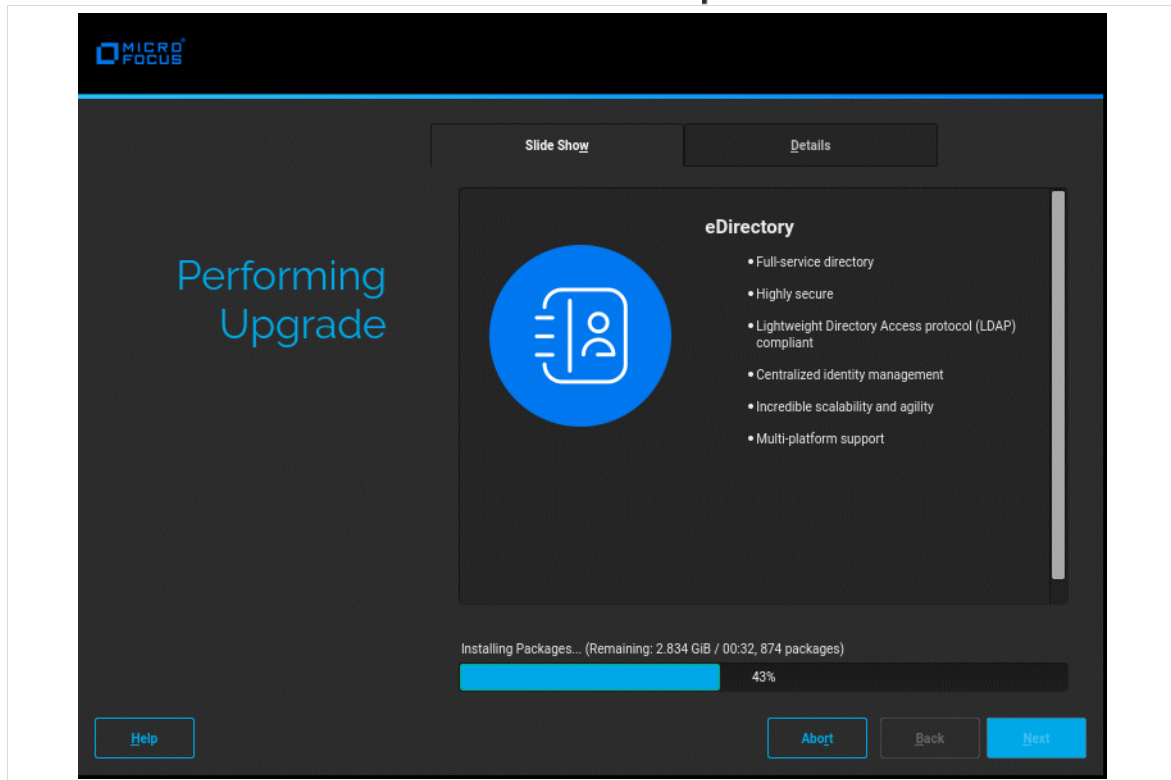 MICRO
FOCUS
Slide Show
Details
Performing
Upgrade
eDirectory
• Full-service directory
• Highly secure
• Lightweight Directory Access protocol (LDAP)
compliant
• Centralized identity management
• Incredible scalability and agility
• Multi-platform support
Installing Packages... (Remaining: 2.834 GiB / 00:32, 874 packages)
43%
Help
Abort
Back
Next